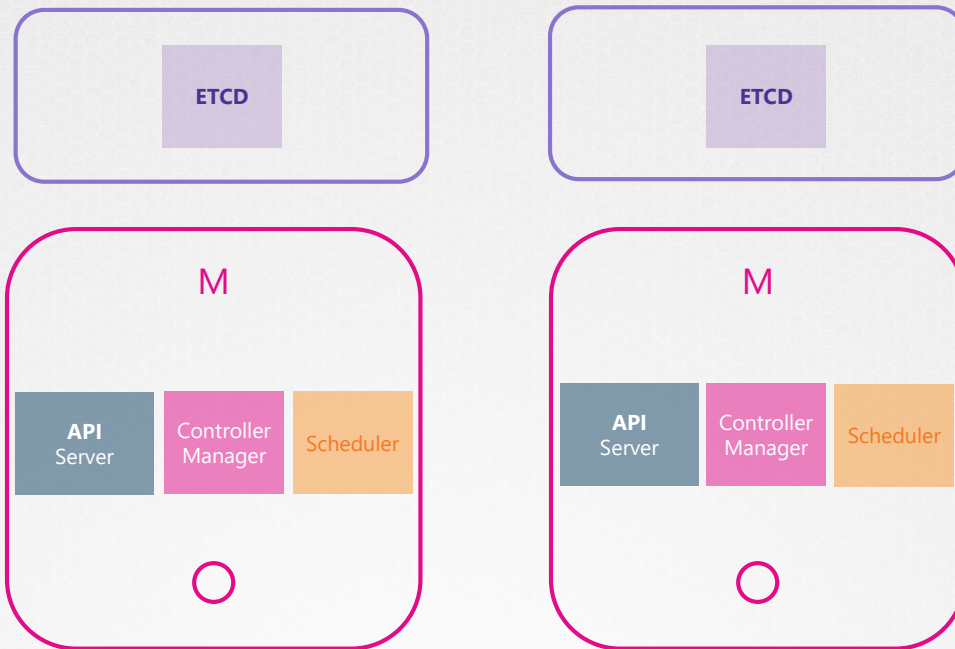 ETCD
ETCD
M
M
API
Server
Controller
Manager
Scheduler
API
Server
Controller
Manager
Scheduler